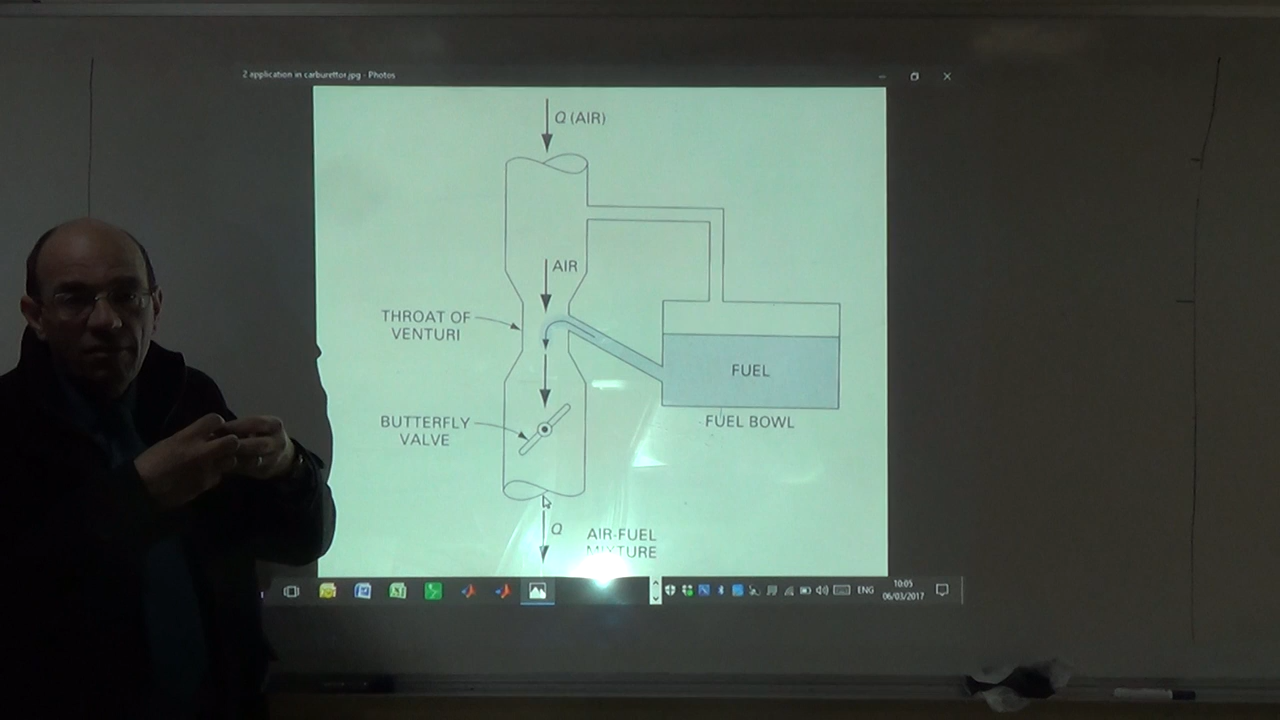 2 application in carburettor.jpg - Photos
Q (AIR)
AIR
THROAT OF
VENTURI
FUEL
BUTTERFLY
VALVE
FUEL BOWL
Q
AIR-FUEL
MIXTURE
ENG
10:05
06/03/2017